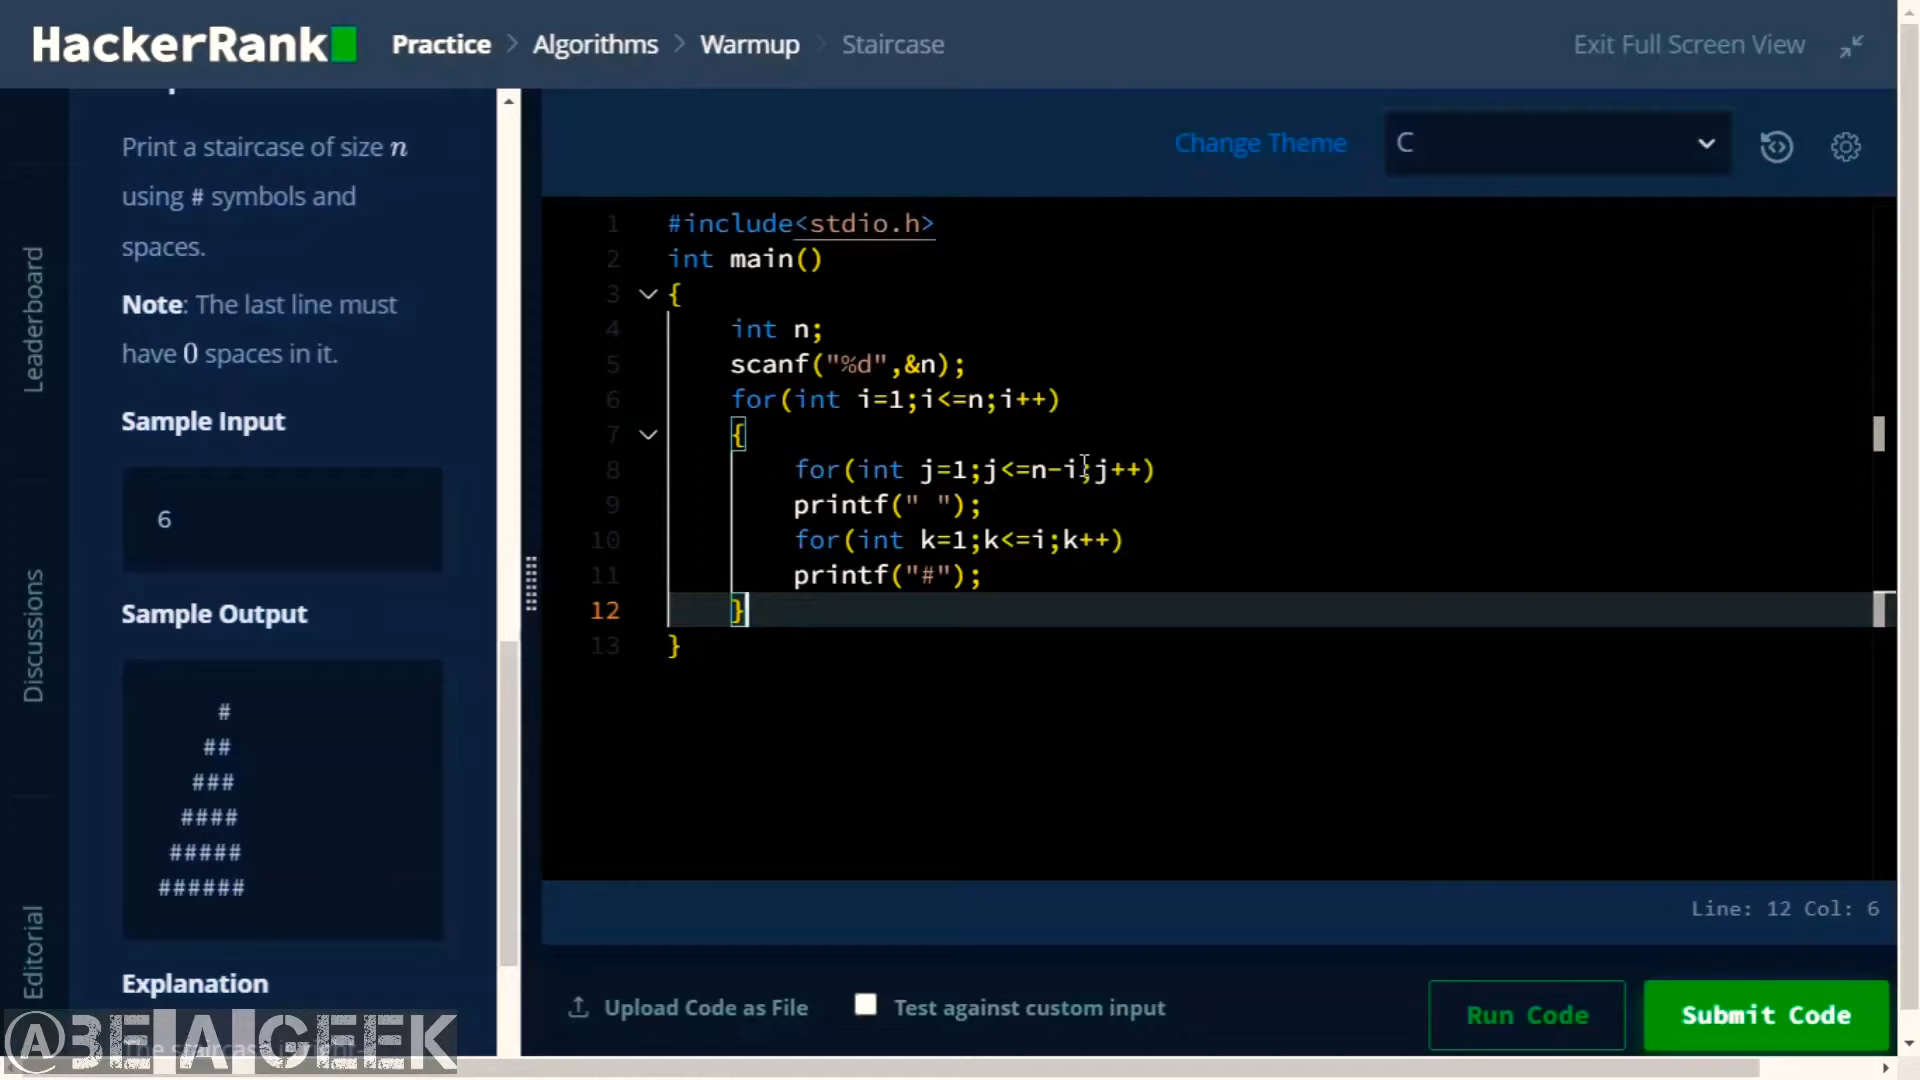 HackerRank Practice > Algorithms > Warmup > Staircase Exit Full Screen View
Leaderboard
Discussions
Editorial
Print a staircase of size n
using # symbols and
spaces.
Note: The last line must
have 0 spaces in it.
Sample Input
6
Sample Output
#
##
###
####
#####
######
Explanation
@BE A GEEK
Change Theme C
1 #include<stdio.h>
2 int main()
3 {
4 int n;
5 scanf("%d",&n);
6 for(int i=1;i<=n;i++)
7 {
8 for(int j=1;j<=n-i;j++)
9 printf(" ");
10 for(int k=1;k<=i;k++)
11 printf("#");
12 }
13 }
Line: 12 Col: 6
Upload Code as File Test against custom input Run Code Submit Code